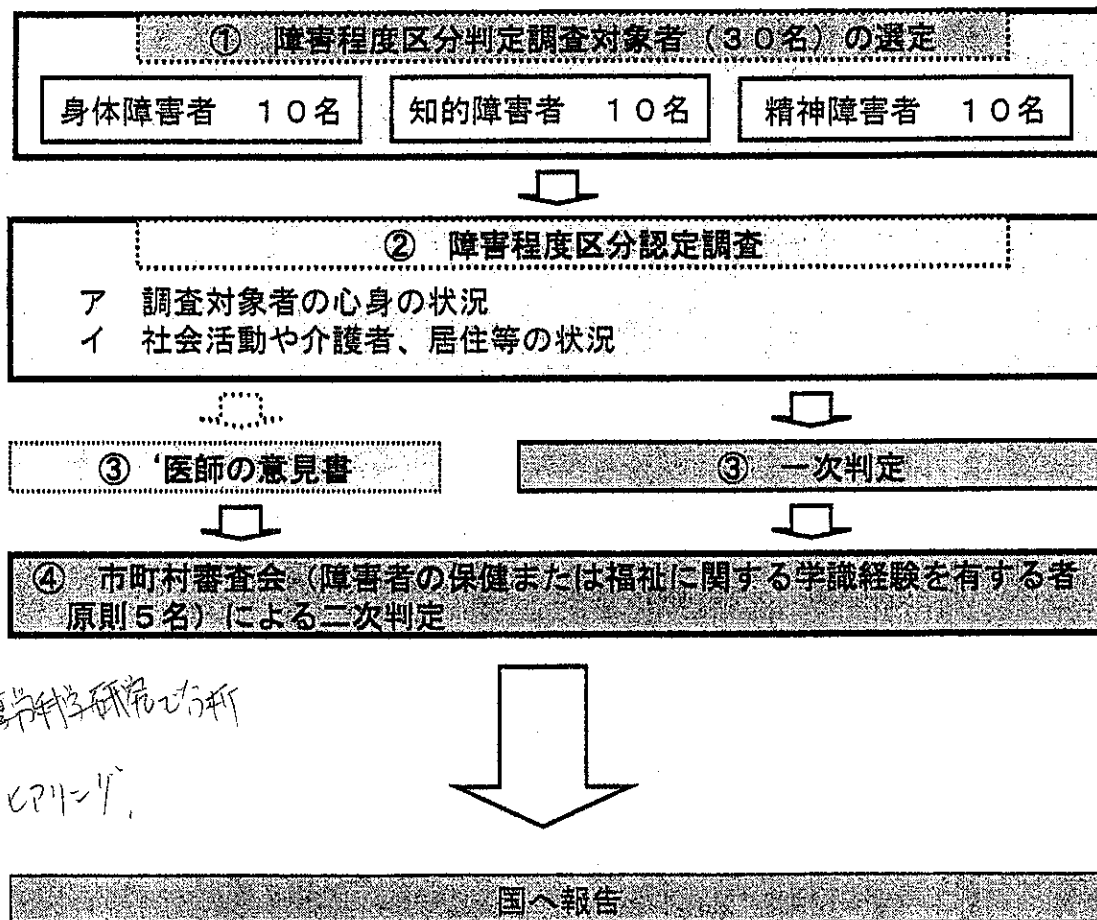 ① 障害程度区分判定調査対象者(30名)の選定
身体障害者 10名
知的障害者 10名
精神障害者 10名
② 障害程度区分認定調査
ア 調査対象者の心身の状況
イ 社会活動や介護者、居住等の状況
③ '医師の意見書
③ 一次判定
④ 市町村審査会(障害者の保健または福祉に関する学識経験を有する者
原則5名)による二次判定
科学研究で分析
ヒアリング、
国へ報告